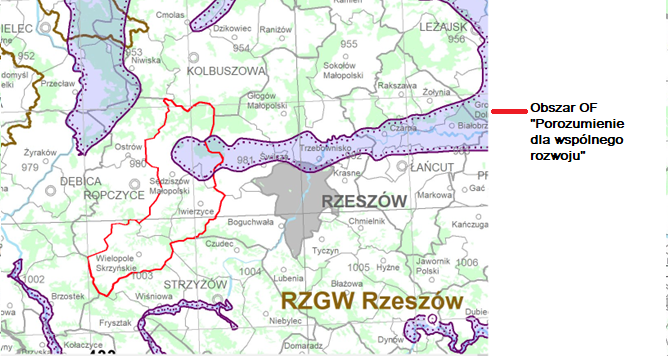 IELEC
Cmolas
Dzikowiec
Raniżów
LEŻAJSK
952
953
Niwiska
954
955
956
domyśl
elki
Przecław
KOLBUSZOWA
Sokołów
Małopolski
Rakszawa
Żołynia
Głogów
Małopolski
Czarna
Białobrz
Obszar OF
"Porozumienie
dla wspólnego
rozwoju"
Żyraków
979
Ostrów
980
981
Trzebownisko
Krasne
ŁAŃCUT
DĘBICA
ROPCZYCE
Sędziszów
Małopolski
Iwierzyce
RZESZÓW
Markowa
Boguchwała
Chmielnik
Kańczuga
Wielopole
Skrzyńskie
Czudec
Tyczyn
1002
1003
1004
1005
1006
Hyżne
Jawornik
Polski
Lubenia
Błażowa
Brzostek
Wiśniowa
STRZYŻÓW
RZGW Rzeszów
Frysztak
Niebylec
Dubie
Kołaczyce
Domaradz
Dynów